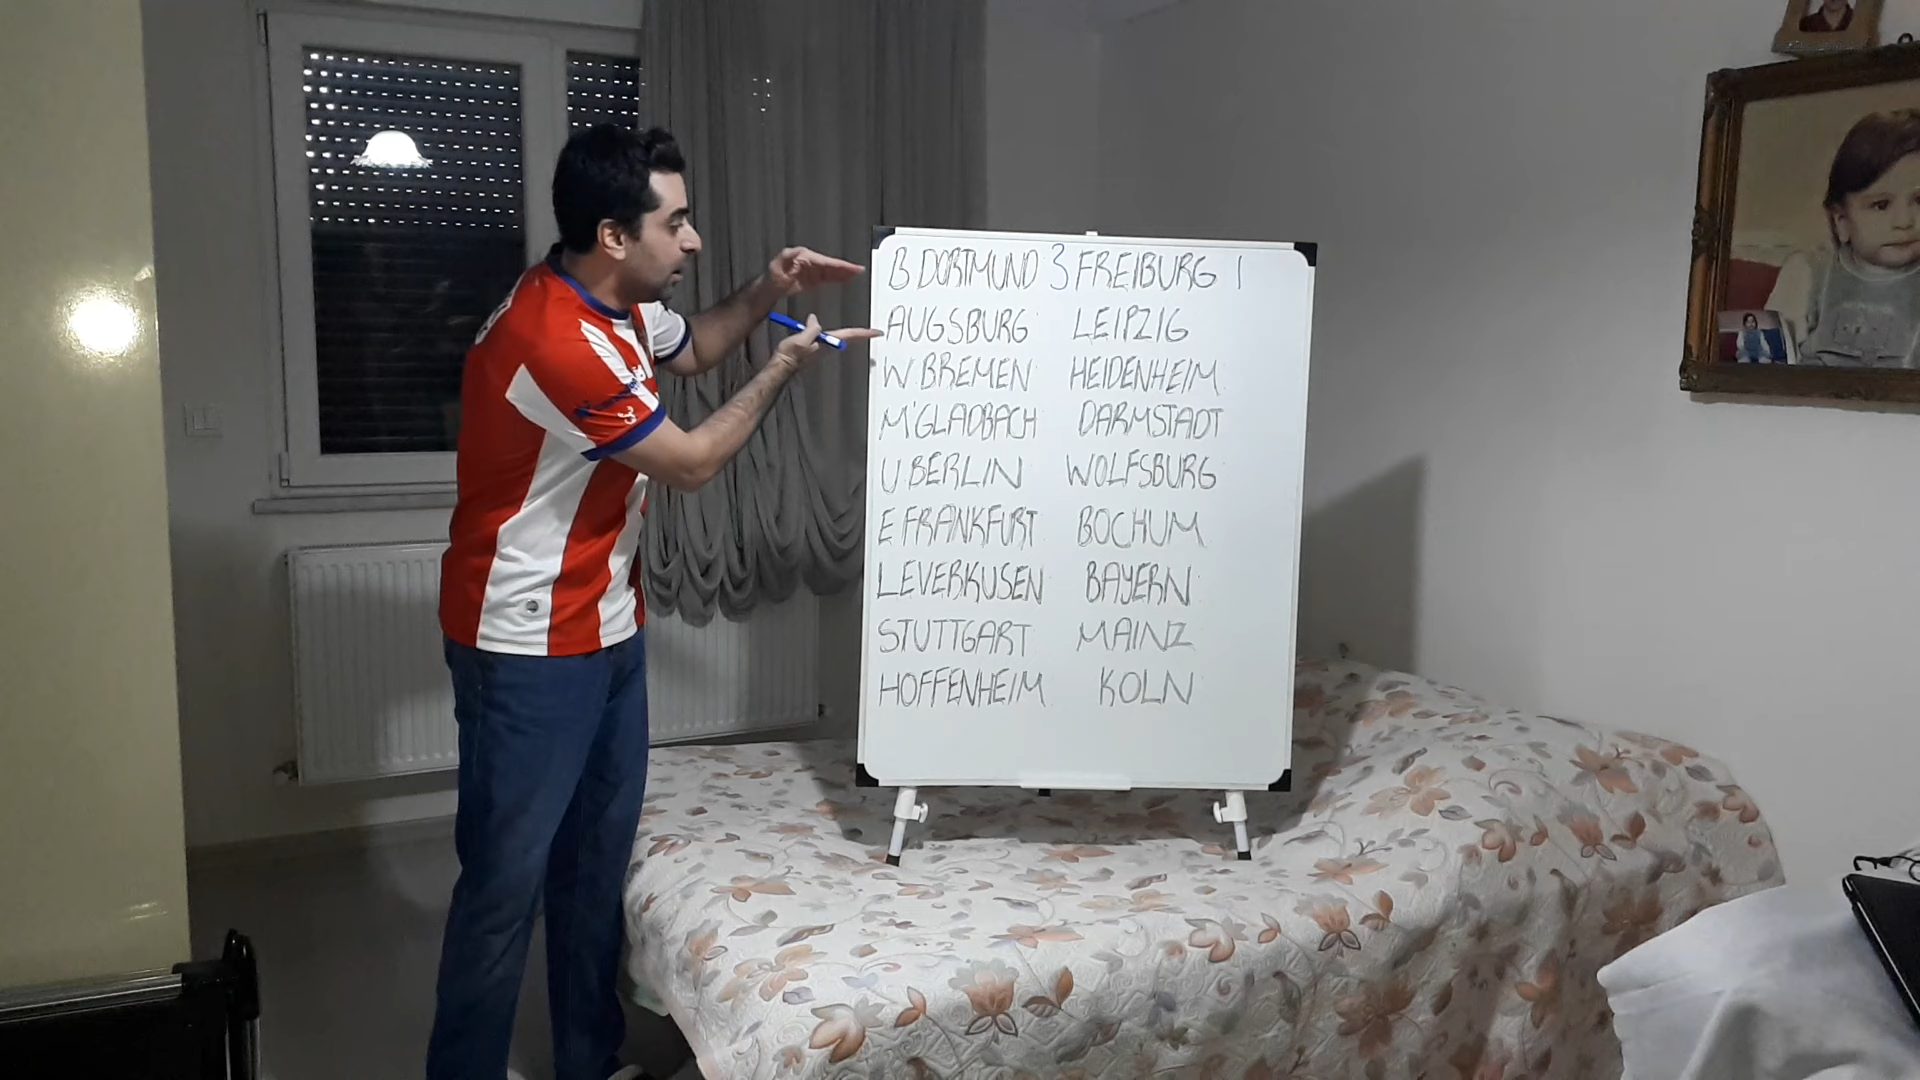 B DORTMUND 3 FREIBURG 1
AUGSBURG LEIPZIG
W.BREMEN HEIDENHEIM
M'GLADBACH DARMSTADT
U.BERLIN WOLFSBURG
E FRANKFURT BOCHUM
LEVERKUSEN BAYERN
STUTTGART MAINZ
HOFFENHEIM KOLN